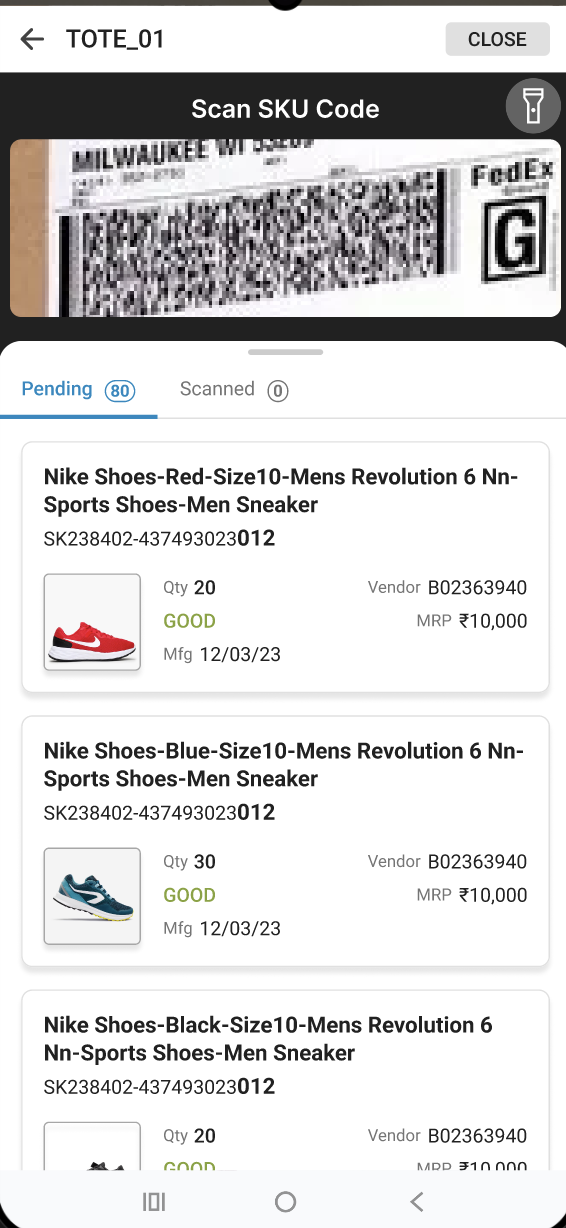 TOTE_01
CLOSE
Scan SKU Code
MILWAUKEE WI
FedEx
G
Pending 80
Scanned 0
Nike Shoes-Red-Size10-Mens Revolution 6 Nn-
Sports Shoes-Men Sneaker
SK238402-437493023012
Qty 20
Vendor B02363940
GOOD
MRP ₹10,000
Mfg 12/03/23
Nike Shoes-Blue-Size10-Mens Revolution 6 Nn-
Sports Shoes-Men Sneaker
SK238402-437493023012
Qty 30
Vendor B02363940
GOOD
MRP ₹10,000
Mfg 12/03/23
Nike Shoes-Black-Size10-Mens Revolution 6
Nn-Sports Shoes-Men Sneaker
SK238402-437493023012
Qty 20
Vendor B02363940
GOOD
MRP ₹10,000